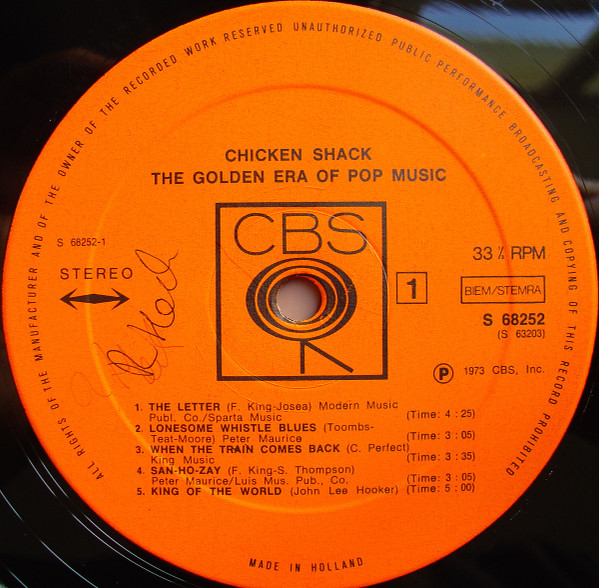 ALL RIGHTS OF THE MANUFACTURER AND OF THE OWNER OF THE RECORDED WORK RESERVED UNAUTHORIZED PUBLIC PERFORMANCE BROADCASTING AND COPYING OF THIS RECORD PROHIBITED
CHICKEN SHACK
THE GOLDEN ERA OF POP MUSIC
CBS
S 68252-1
STEREO
33 ⅓ RPM
1
BIEM/STEMRA
S 68252
(S 63203)
Ⓟ 1973 CBS, Inc.
1. THE LETTER (F. King-Josea) Modern Music
Publ. Co./Sparta Music (Time: 4 : 25)
2. LONESOME WHISTLE BLUES (Toombs-
Teat-Moore) Peter Maurice (Time: 3 : 05)
3. WHEN THE TRAIN COMES BACK (C. Perfect)
King Music (Time: 3 : 35)
4. SAN-HO-ZAY (F. King-S. Thompson)
Peter Maurice/Luis Mus. Pub., Co. (Time: 3 : 05)
5. KING OF THE WORLD (John Lee Hooker) (Time: 5 : 00)
MADE IN HOLLAND